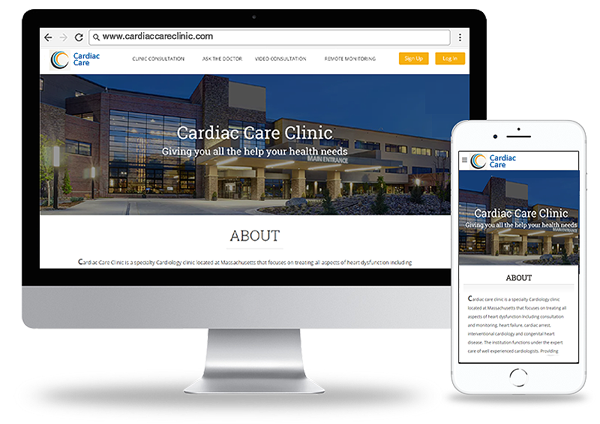 www.cardiaccareclinic.com
Cardiac
Care
CLINIC CONSULTATION
ASK THE DOCTOR
VIDEO CONSULTATION
REMOTE MONITORING
Sign Up
Log In
Cardiac Care Clinic
Giving you all the help your health needs
MAIN ENTRANCE
ABOUT
Cardiac Care Clinic is a specialty Cardiology clinic located at Massachusetts that focuses on treating all aspects of heart dysfunction including
Cardiac
Care
Cardiac Care Clinic
Giving you all the help your health needs
ABOUT
Cardiac care clinic is a specialty Cardiology clinic
located at Massachusetts that focuses on treating all
aspects of heart dysfunction including consultation
and monitoring, heart failure, cardiac arrest,
interventional cardiology and congenital heart
disease. The institution functions under the expert
care of well experienced cardiologists. Providing